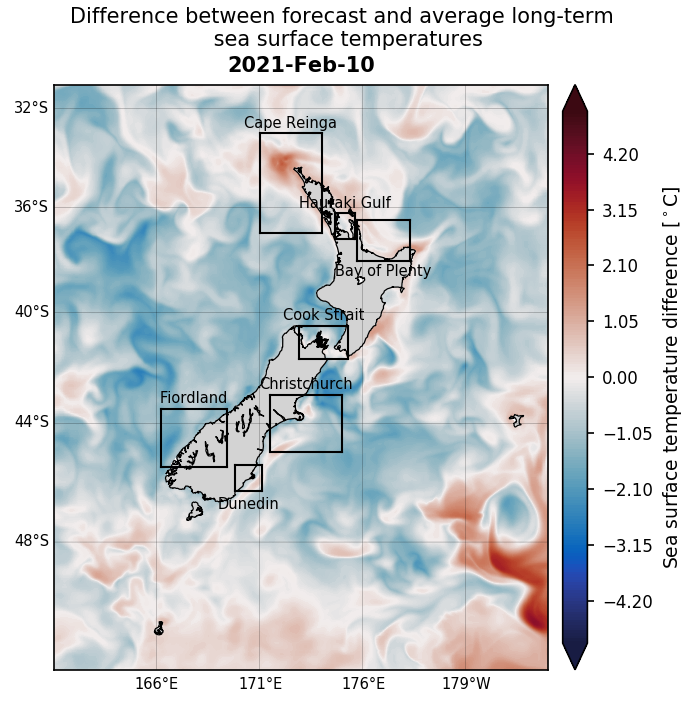 Difference between forecast and average long-term
sea surface temperatures
2021-Feb-10
32°S
36°S
40°S
44°S
48°S
Cape Reinga
Hauraki Gulf
Bay of Plenty
Cook Strait
Christchurch
Fiordland
Dunedin
166°E
171°E
176°E
179°W
4.20
3.15
2.10
1.05
0.00
−1.05
−2.10
−3.15
−4.20
Sea surface temperature difference [°C]